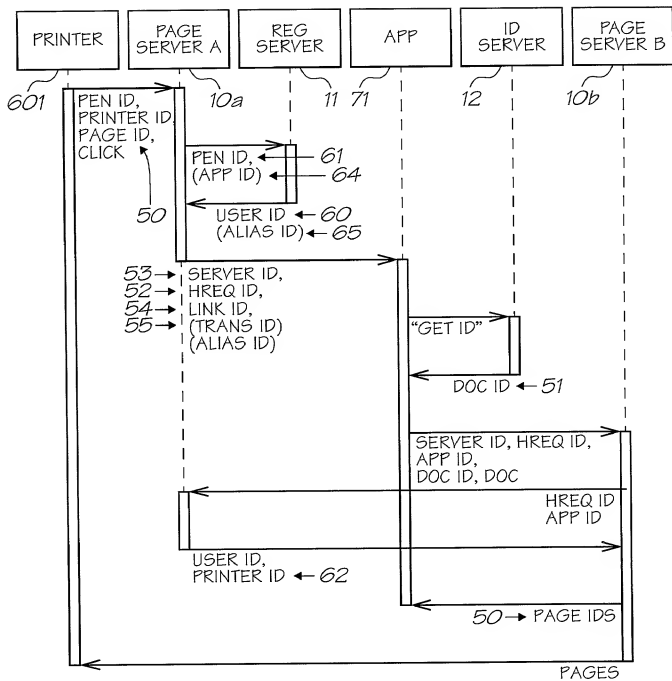 PRINTER
PAGE
SERVER A
REG
SERVER
APP
ID
SERVER
PAGE
SERVER B
601
10a
11
71
12
10b
PEN ID,
PRINTER ID,
PAGE ID,
CLICK
50
PEN ID, 61
(APP ID) 64
USER ID 60
(ALIAS ID) 65
53 SERVER ID,
52 HREQ ID,
54 LINK ID,
55 (TRANS ID)
(ALIAS ID)
"GET ID"
DOC ID 51
SERVER ID, HREQ ID,
APP ID,
DOC ID, DOC
HREQ ID
APP ID
USER ID,
PRINTER ID 62
50 PAGE IDS
PAGES